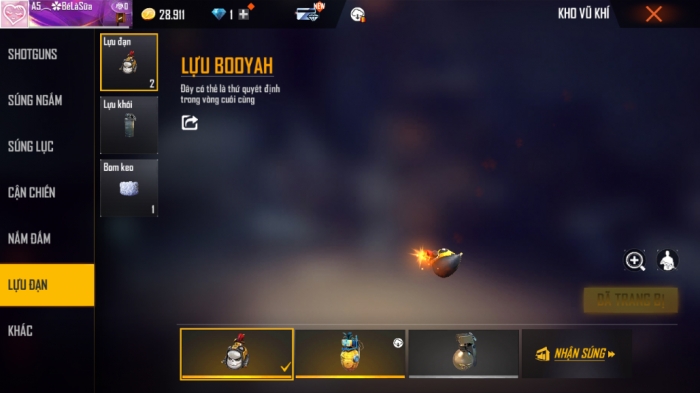 A5︵✿BéLàSữa
0
28.911
1
NEW
KHO VŨ KHÍ
SHOTGUNS
SÚNG NGẮM
SÚNG LỤC
CẬN CHIẾN
NẮM ĐẤM
LỰU ĐẠN
KHÁC
Lựu đạn
2
Lựu khói
Bom keo
1
LỰU BOOYAH
Đây có thể là thứ quyết định
trong vòng cuối cùng
ĐÃ TRANG BỊ
NHẬN SÚNG